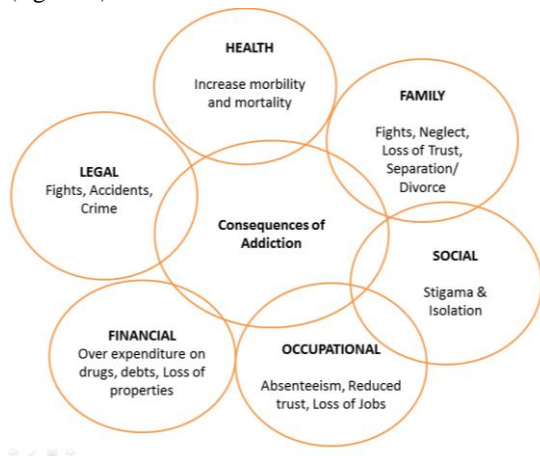 HEALTH
Increase morbility
and mortality
FAMILY
Fights, Neglect,
Loss of Trust,
Separation/
Divorce
LEGAL
Fights, Accidents,
Crime
Consequences of
Addiction
SOCIAL
Stigama &
Isolation
FINANCIAL
Over expenditure on
drugs, debts, Loss of
properties
OCCUPATIONAL
Absenteeism, Reduced
trust, Loss of Jobs